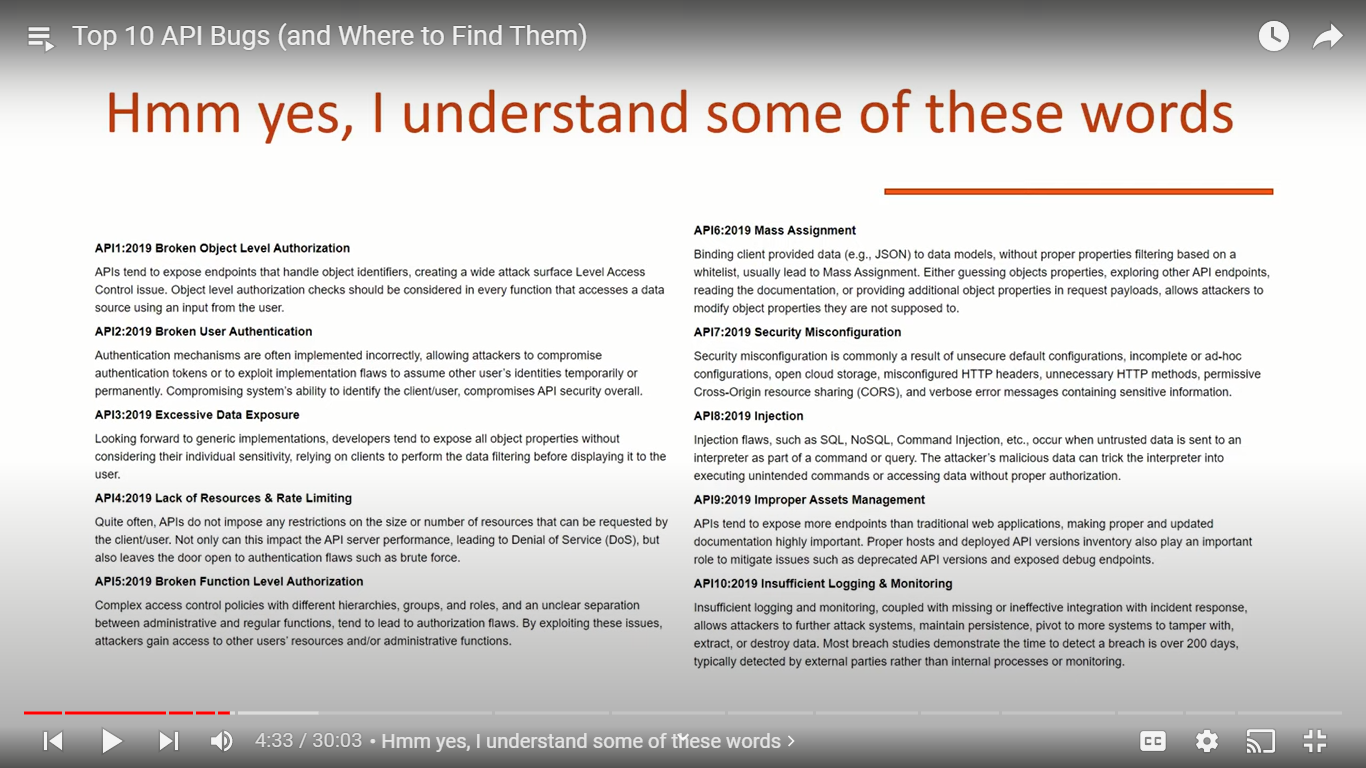 Top 10 API Bugs (and Where to Find Them)
Hmm yes, I understand some of these words
API1:2019 Broken Object Level Authorization
APIs tend to expose endpoints that handle object identifiers, creating a wide attack surface Level Access
Control issue. Object level authorization checks should be considered in every function that accesses a data
source using an input from the user.
API2:2019 Broken User Authentication
Authentication mechanisms are often implemented incorrectly, allowing attackers to compromise
authentication tokens or to exploit implementation flaws to assume other user's identities temporarily or
permanently. Compromising system's ability to identify the client/user, compromises API security overall.
API3:2019 Excessive Data Exposure
Looking forward to generic implementations, developers tend to expose all object properties without
considering their individual sensitivity, relying on clients to perform the data filtering before displaying it to the
user.
API4:2019 Lack of Resources & Rate Limiting
Quite often, APIs do not impose any restrictions on the size or number of resources that can be requested by
the client/user. Not only can this impact the API server performance, leading to Denial of Service (DoS), but
also leaves the door open to authentication flaws such as brute force.
API5:2019 Broken Function Level Authorization
Complex access control policies with different hierarchies, groups, and roles, and an unclear separation
between administrative and regular functions, tend to lead to authorization flaws. By exploiting these issues,
attackers gain access to other users' resources and/or administrative functions.
API6:2019 Mass Assignment
Binding client provided data (e.g., JSON) to data models, without proper properties filtering based on a
whitelist, usually lead to Mass Assignment. Either guessing objects properties, exploring other API endpoints,
reading the documentation, or providing additional object properties in request payloads, allows attackers to
modify object properties they are not supposed to.
API7:2019 Security Misconfiguration
Security misconfiguration is commonly a result of unsecure default configurations, incomplete or ad-hoc
configurations, open cloud storage, misconfigured HTTP headers, unnecessary HTTP methods, permissive
Cross-Origin resource sharing (CORS), and verbose error messages containing sensitive information.
API8:2019 Injection
Injection flaws, such as SQL, NoSQL, Command Injection, etc., occur when untrusted data is sent to an
interpreter as part of a command or query. The attacker's malicious data can trick the interpreter into
executing unintended commands or accessing data without proper authorization.
API9:2019 Improper Assets Management
APIs tend to expose more endpoints than traditional web applications, making proper and updated
documentation highly important. Proper hosts and deployed API versions inventory also play an important
role to mitigate issues such as deprecated API versions and exposed debug endpoints.
API10:2019 Insufficient Logging & Monitoring
Insufficient logging and monitoring, coupled with missing or ineffective integration with incident response,
allows attackers to further attack systems, maintain persistence, pivot to more systems to tamper with,
extract, or destroy data. Most breach studies demonstrate the time to detect a breach is over 200 days,
typically detected by external parties rather than internal processes or monitoring.
4:33 / 30:03 • Hmm yes, I understand some of these words
CC